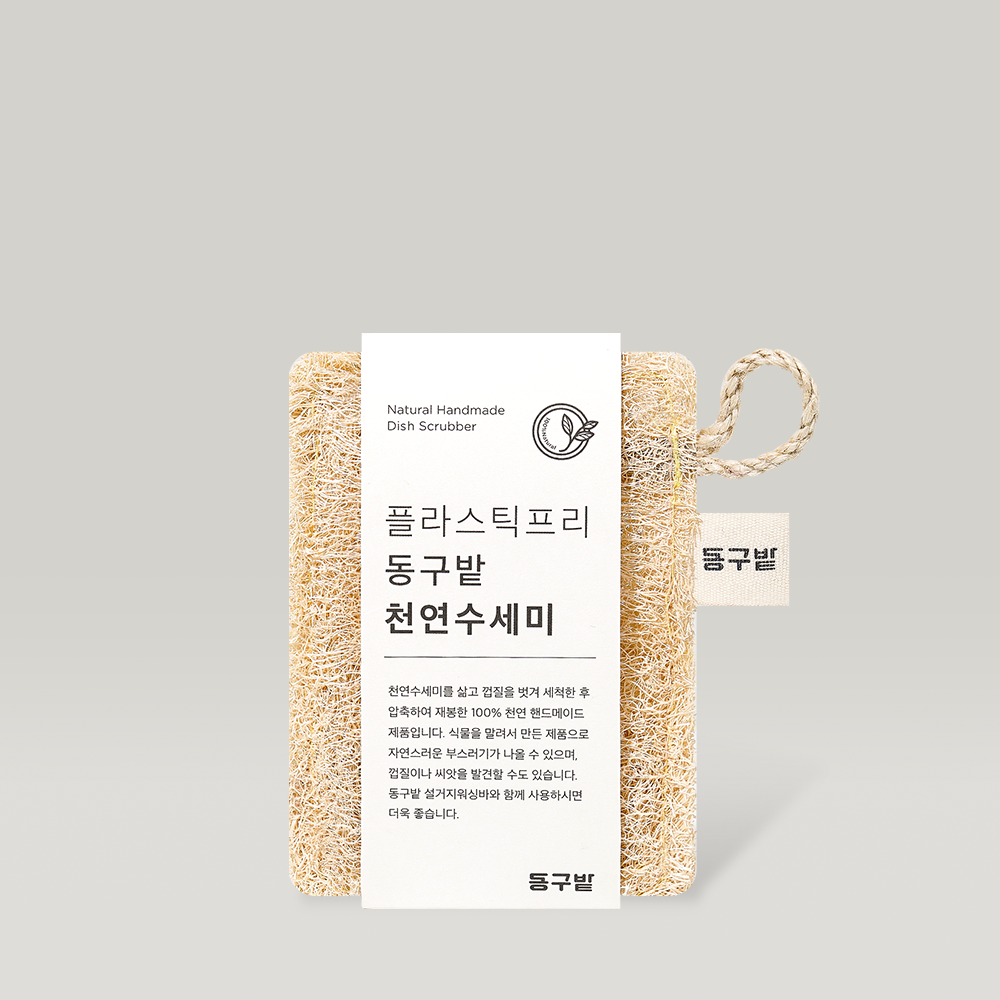 Natural Handmade
Dish Scrubber
100% natural
플라스틱프리
동구밭
천연수세미
동구밭
천연수세미를 삶고 껍질을 벗겨 세척한 후
압축하여 재봉한 100% 천연 핸드메이드
제품입니다. 식물을 말려서 만든 제품으로
자연스러운 부스러기가 나올 수 있으며,
껍질이나 씨앗을 발견할 수도 있습니다.
동구밭 설거지워싱바와 함께 사용하시면
더욱 좋습니다.
동구밭